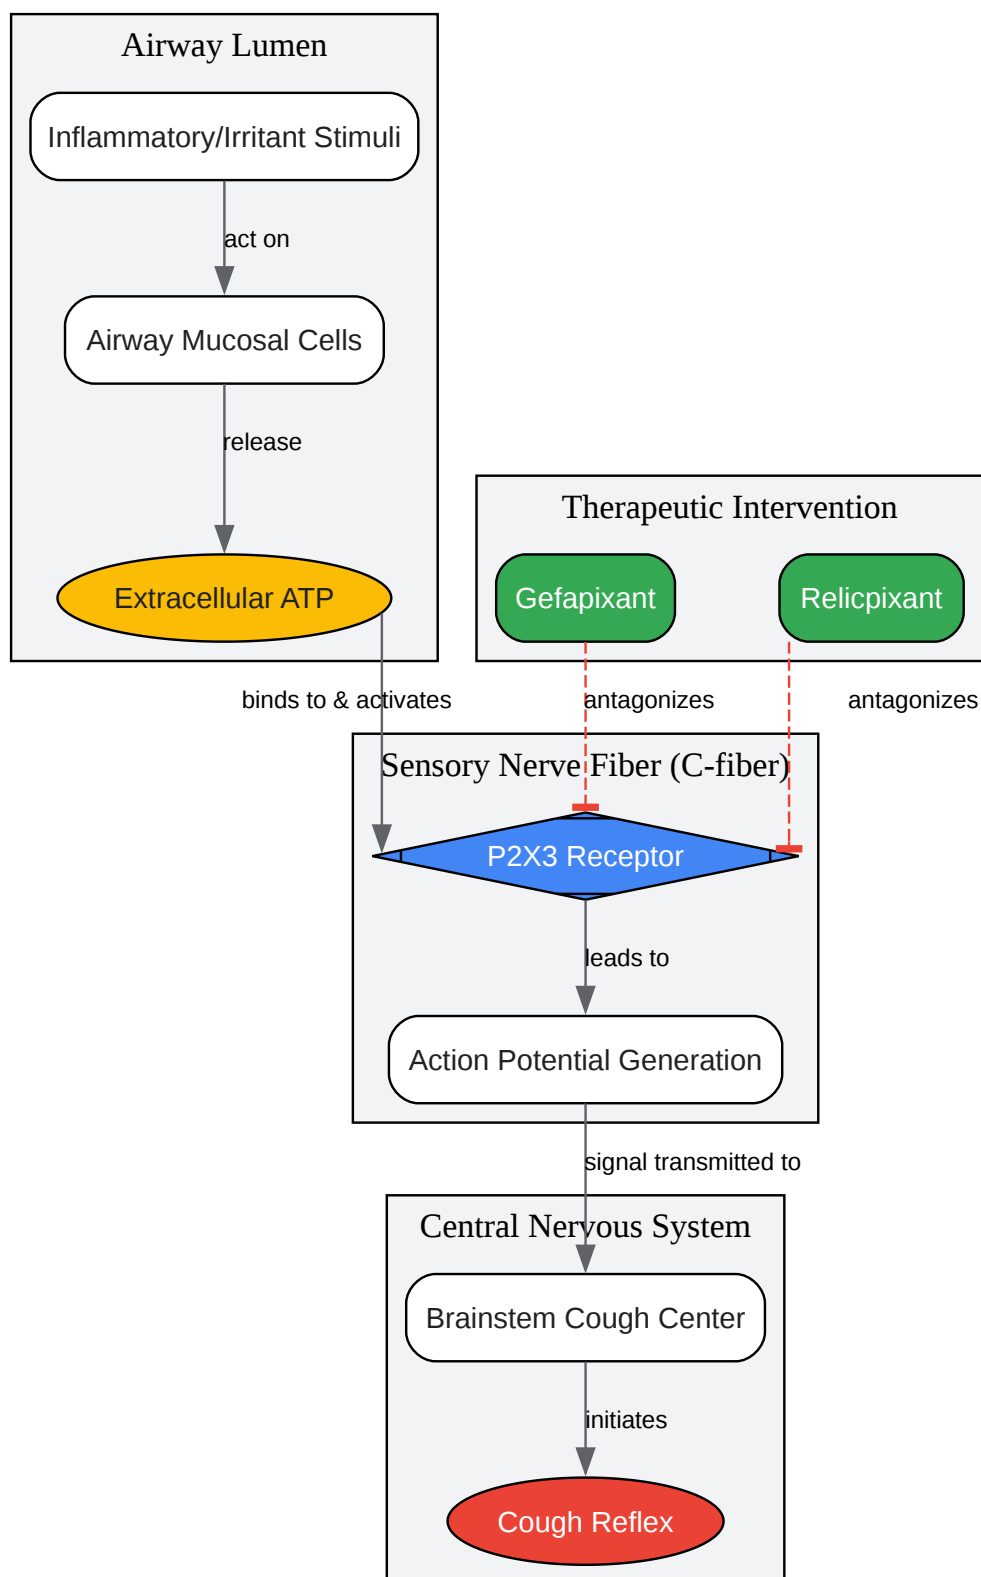 Airway Lumen
Inflammatory/Irritant Stimuli
act on
Airway Mucosal Cells
release
Extracellular ATP
Therapeutic Intervention
Gefapixant
Relicpixant
binds to & activates
antagonizes
antagonizes
Sensory Nerve Fiber (C-fiber)
P2X3 Receptor
leads to
Action Potential Generation
signal transmitted to
Central Nervous System
Brainstem Cough Center
initiates
Cough Reflex